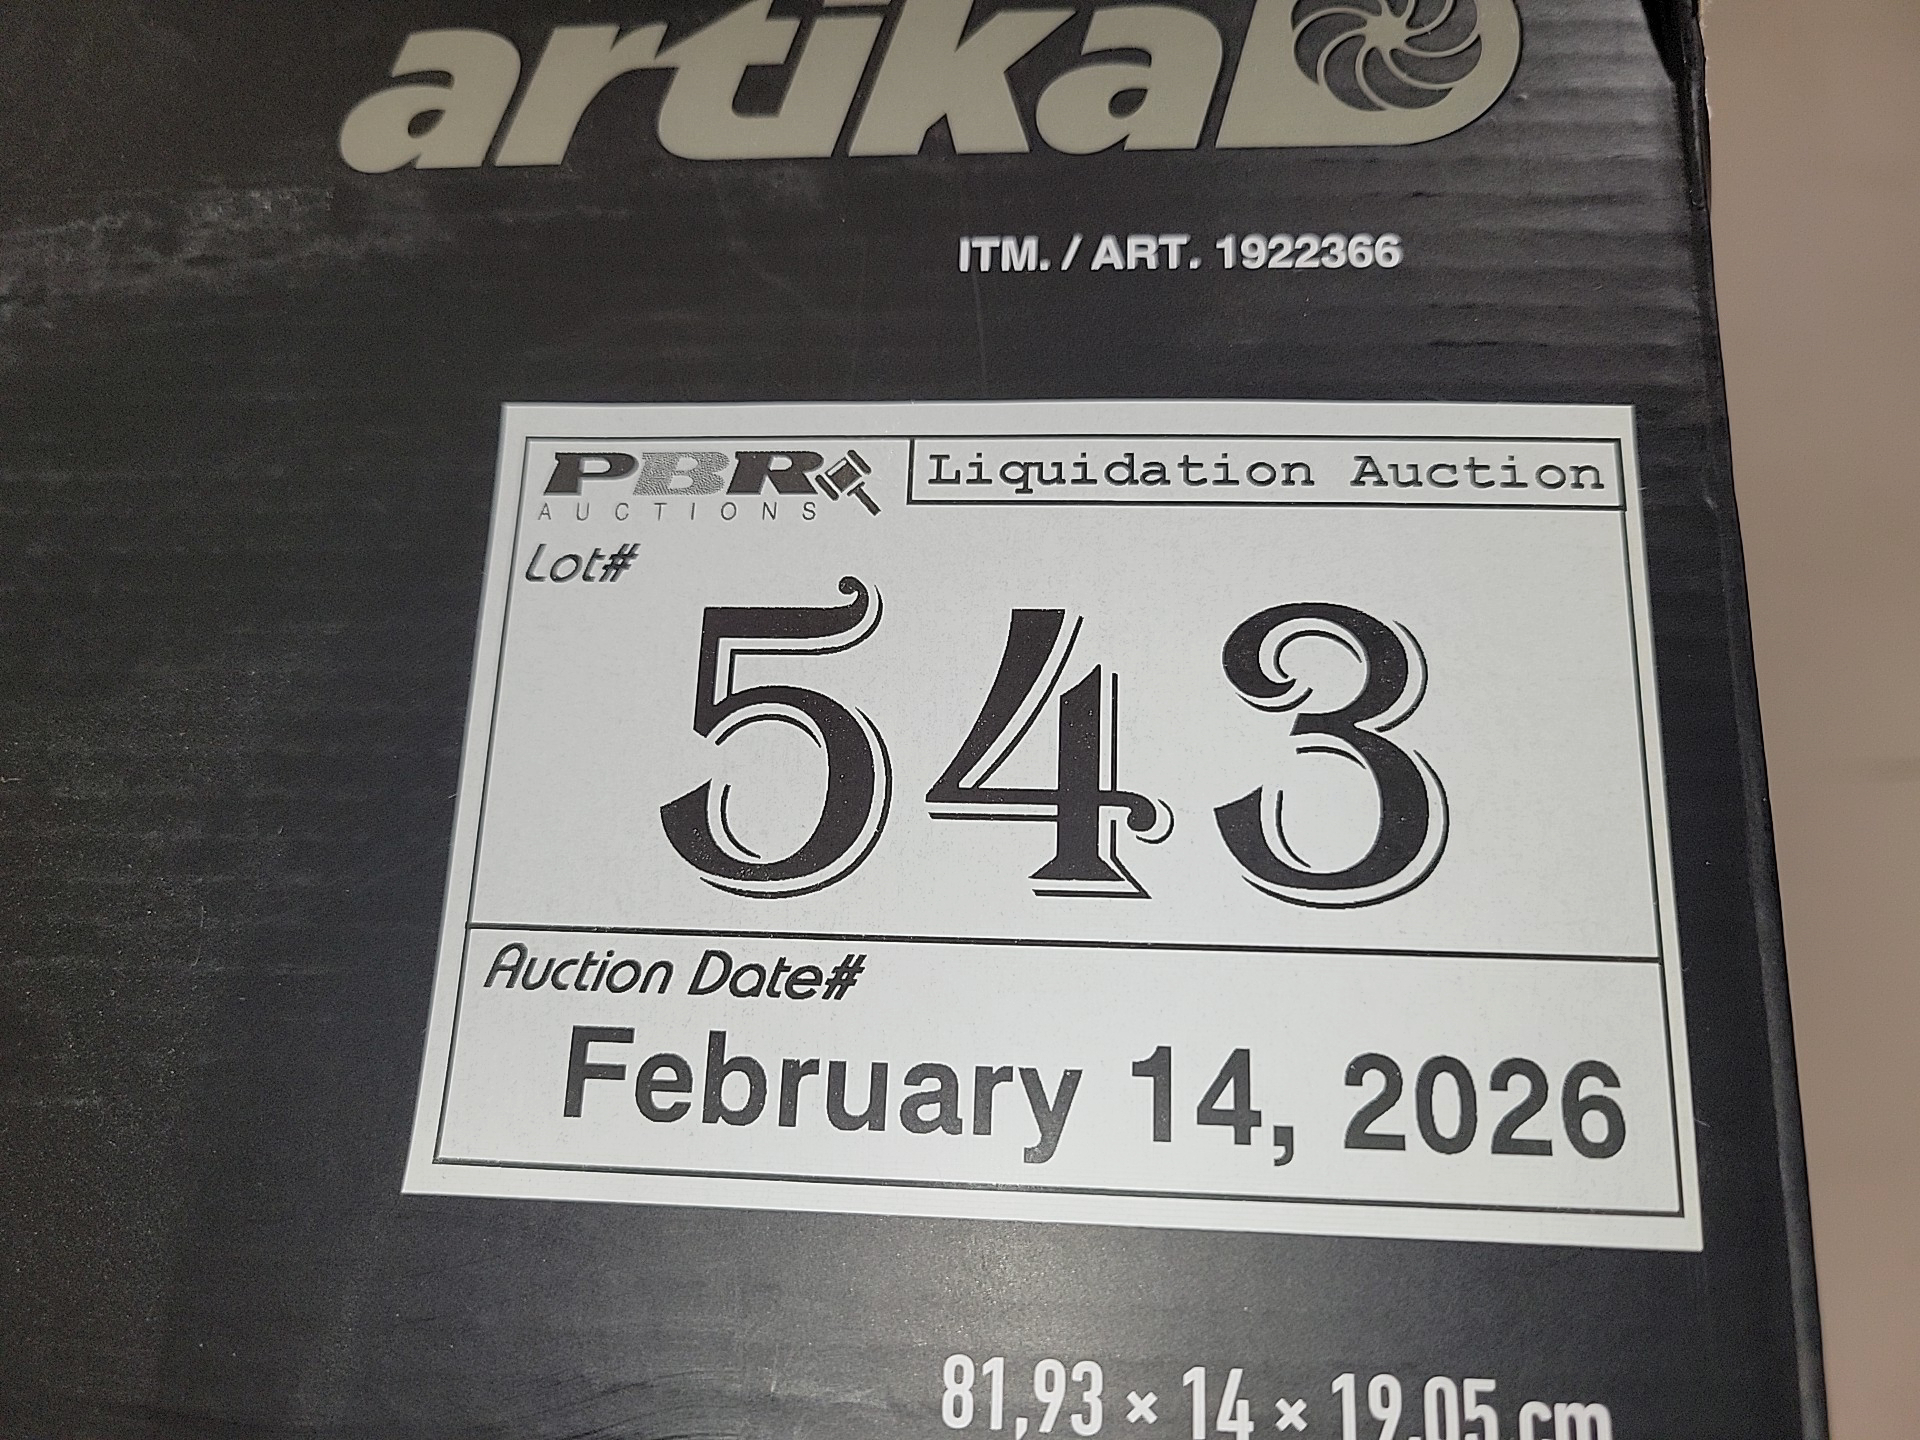 artika
ITM. / ART. 1922366
PBR
AUCTIONS
Liquidation Auction
Lot#
543
Auction Date#
February 14, 2026
81,93 × 14 × 19,05 cm